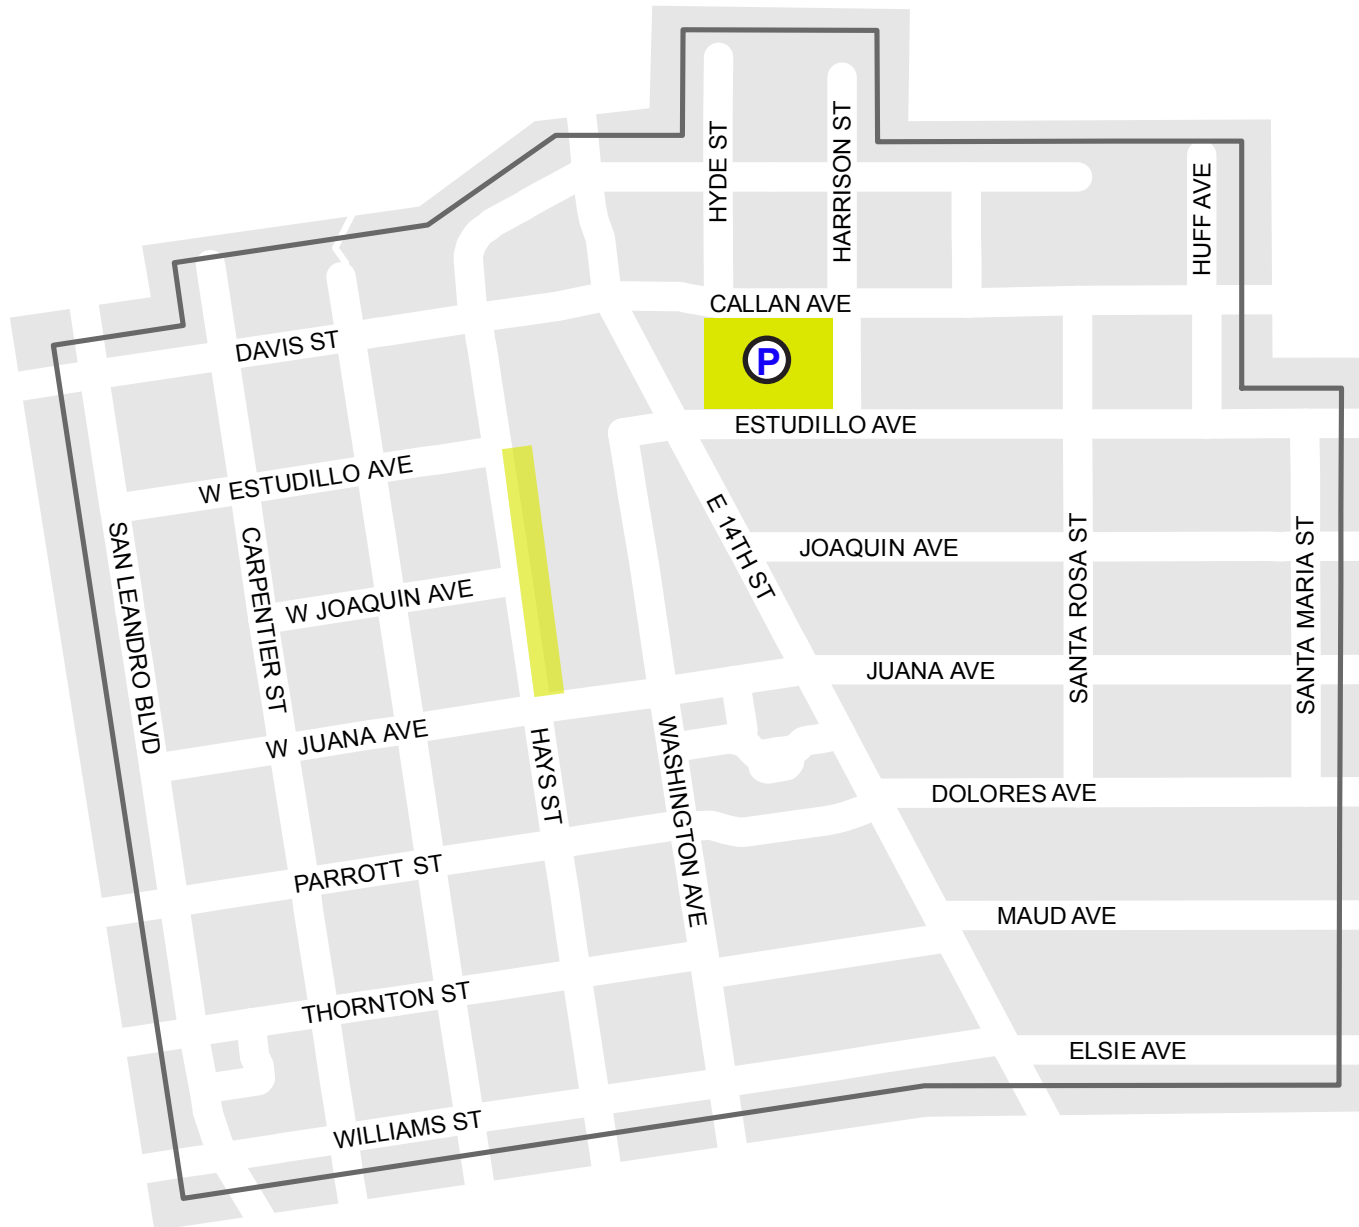 HYDE ST
HARRISON ST
HUFF AVE
CALLAN AVE
DAVIS ST
P
ESTUDILLO AVE
W ESTUDILLO AVE
E 14TH ST
SAN LEANDRO BLVD
CARPENTIER ST
W JOAQUIN AVE
JOAQUIN AVE
SANTA ROSA ST
SANTA MARIA ST
JUANA AVE
W JUANA AVE
HAYS ST
WASHINGTON AVE
DOLORES AVE
PARROTT ST
MAUD AVE
THORNTON ST
ELSIE AVE
WILLIAMS ST